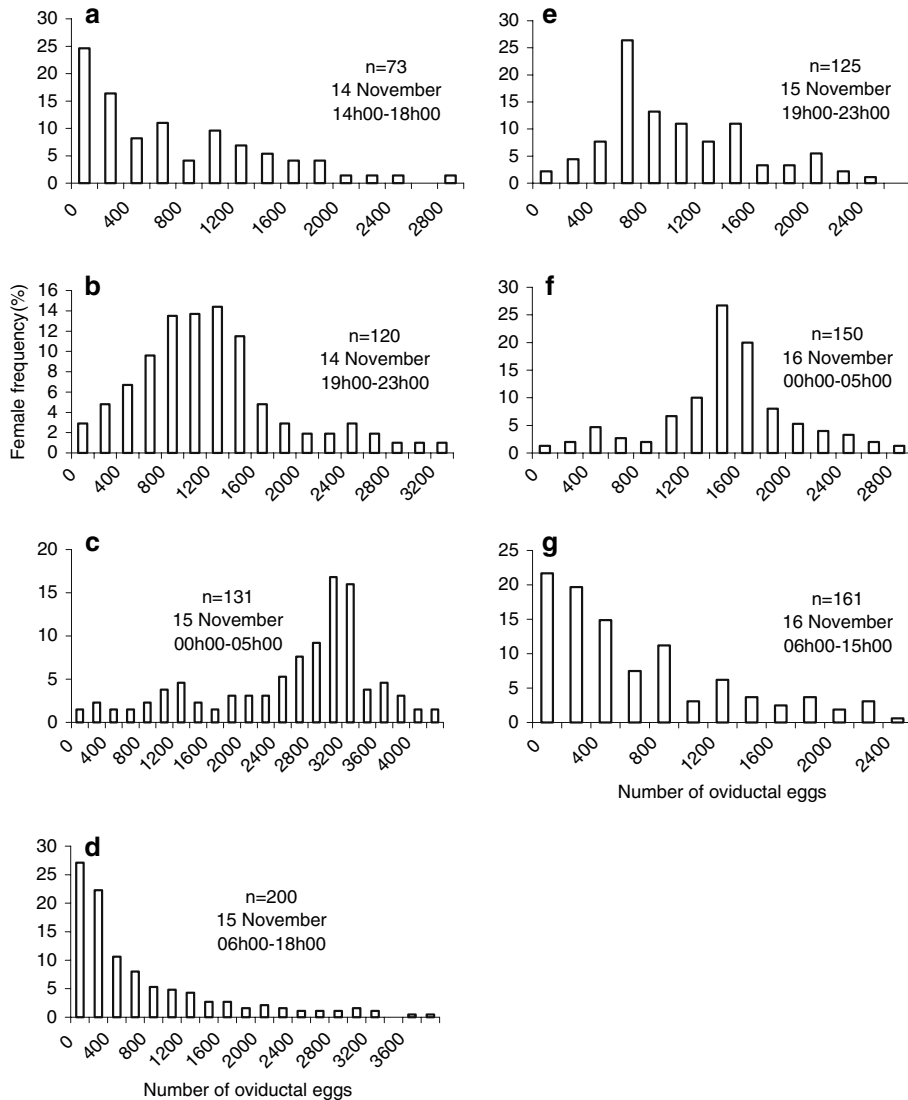 a
30
25
20
15
10
5
0
n=73
14 November
14h00-18h00
0 400 800 1200 1600 2000 2400 2800
b
Female frequency(%)
16
14
12
10
8
6
4
2
0
n=120
14 November
19h00-23h00
0 400 800 1200 1600 2000 2400 2800 3200
c
20
15
10
5
0
n=131
15 November
00h00-05h00
0 400 800 1200 1600 2000 2400 2800 3200 3600 4000
d
30
25
20
15
10
5
0
n=200
15 November
06h00-18h00
0 400 800 1200 1600 2000 2400 2800 3200 3600
Number of oviductal eggs
e
30
25
20
15
10
5
0
n=125
15 November
19h00-23h00
0 400 800 1200 1600 2000 2400
f
30
25
20
15
10
5
0
n=150
16 November
00h00-05h00
0 400 800 1200 1600 2000 2400 2800
g
25
20
15
10
5
0
n=161
16 November
06h00-15h00
0 400 800 1200 1600 2000 2400
Number of oviductal eggs